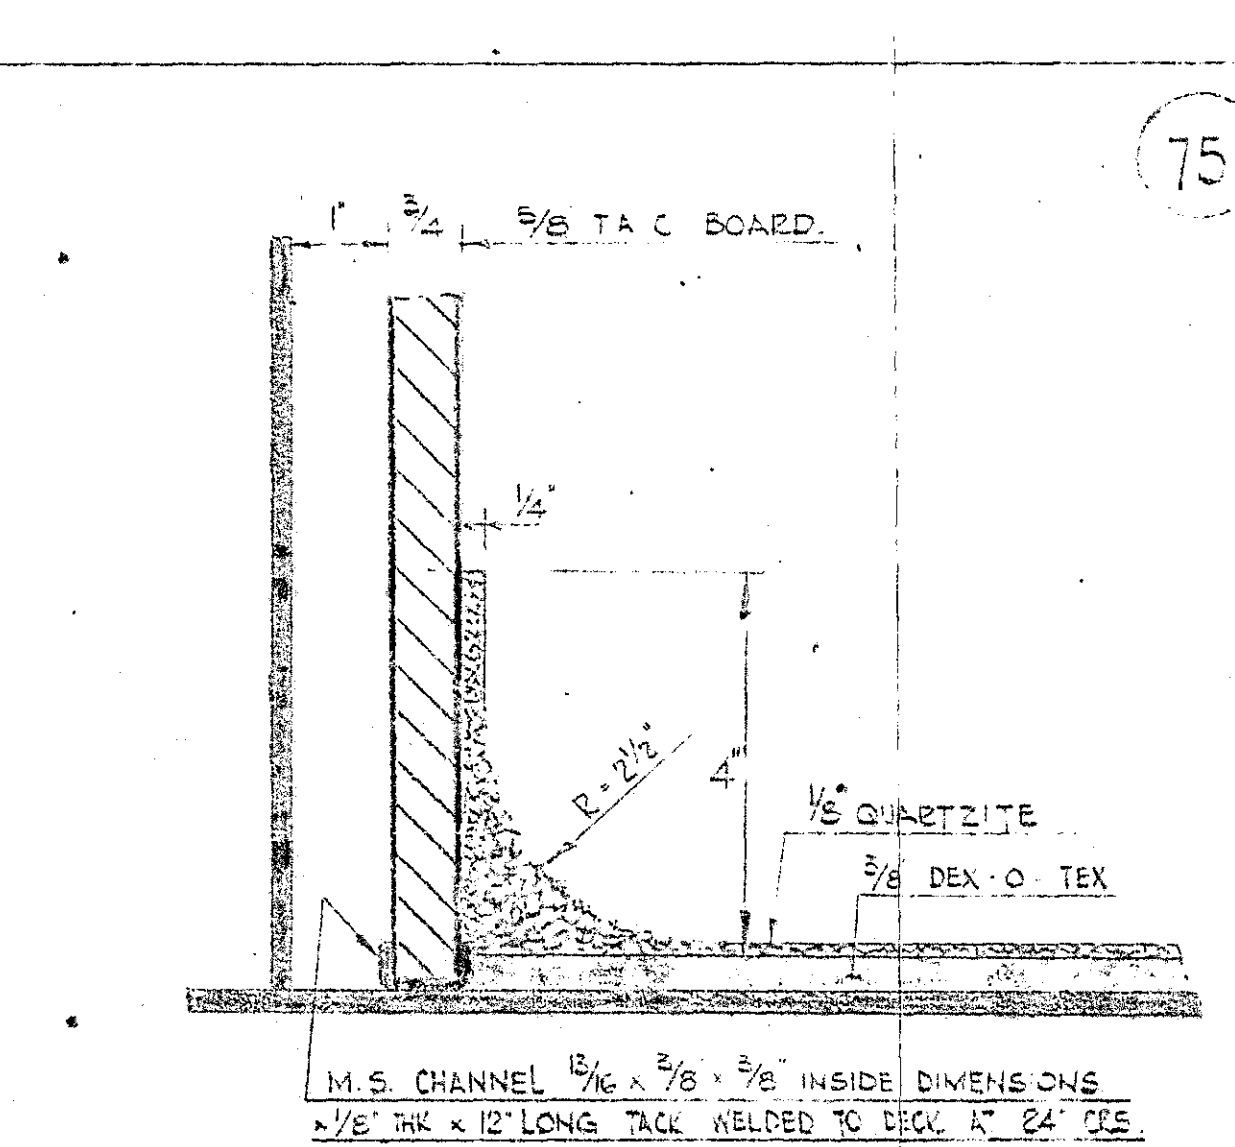 75
1" 3/4 5/8 TAC BOARD.
1/4"
R = 2 1/2"
4"
1/8" QUARTZITE
3/8 DEX-O-TEX
M.S. CHANNEL 13/16 x 3/8 x 3/8" INSIDE DIMENSIONS
x 1/8" THK x 12" LONG TACK WELDED TO DECK AT 24" CRS.